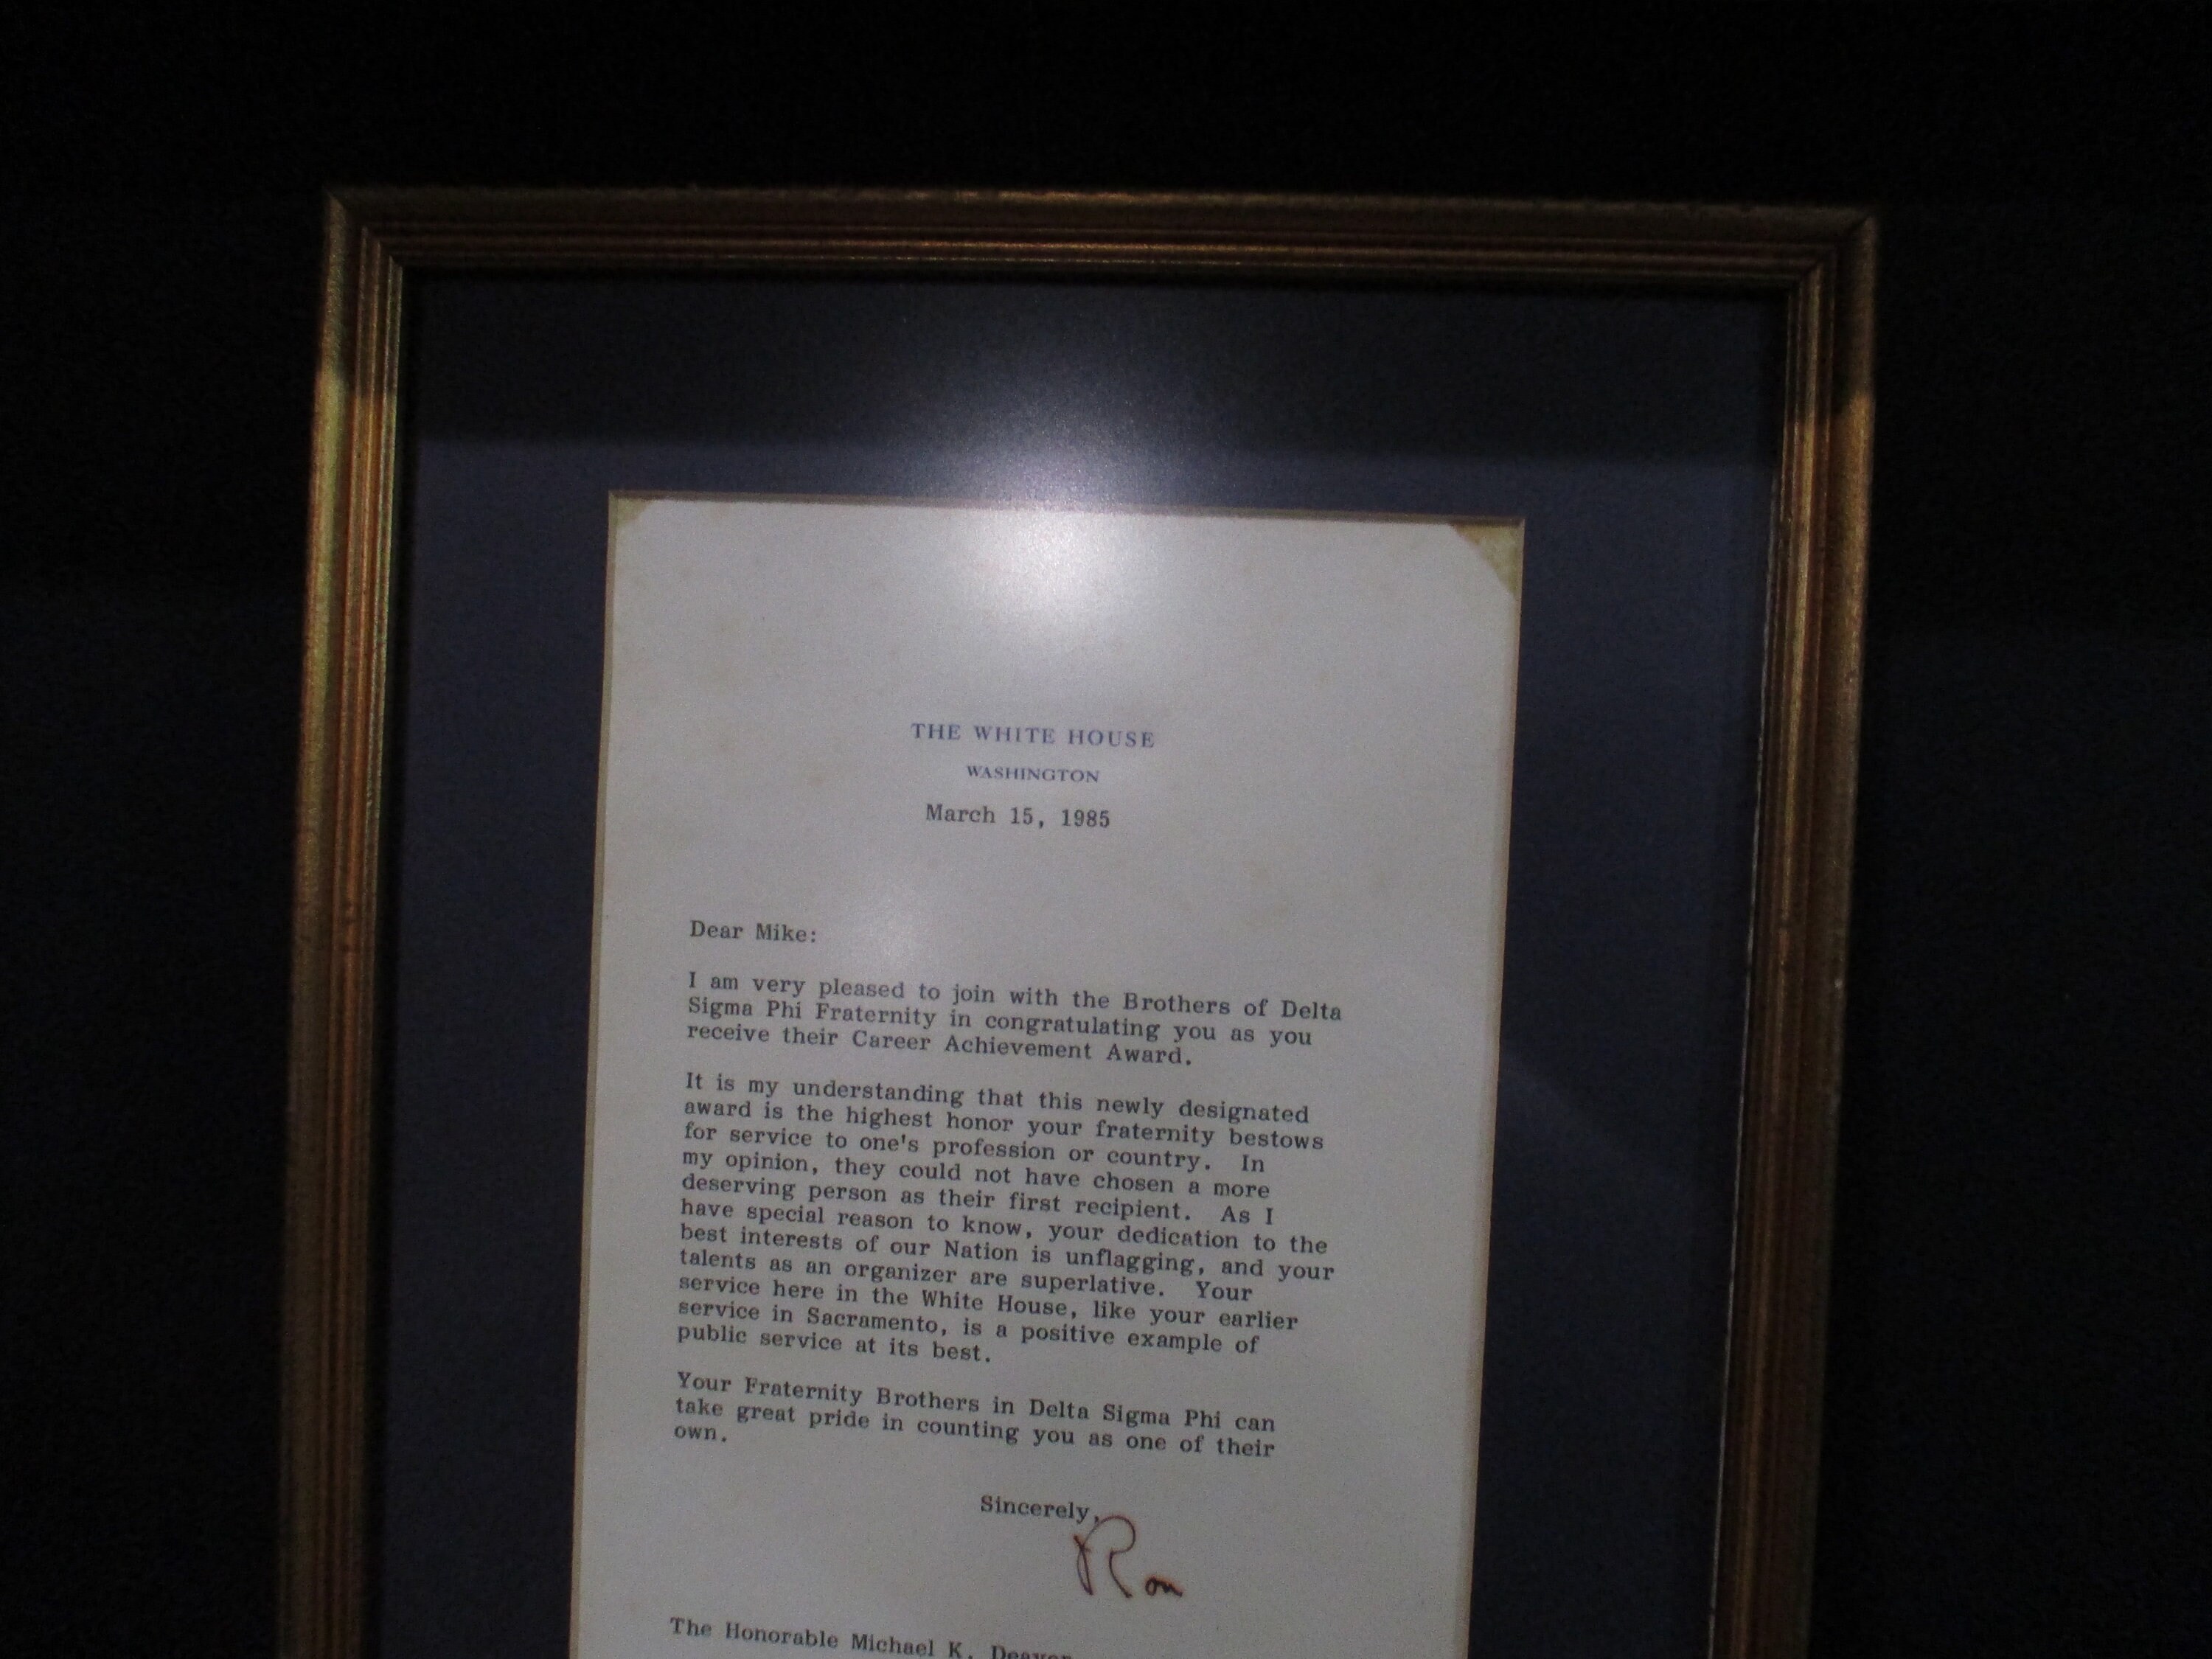 THE WHITE HOUSE
WASHINGTON
March 15, 1985
Dear Mike:
I am very pleased to join with the Brothers of Delta
Sigma Phi Fraternity in congratulating you as you
receive their Career Achievement Award.
It is my understanding that this newly designated
award is the highest honor your fraternity bestows
for service to one's profession or country. In
my opinion, they could not have chosen a more
deserving person as their first recipient. As I
have special reason to know, your dedication to the
best interests of our Nation is unflagging, and your
talents as an organizer are superlative. Your
service here in the White House, like your earlier
service in Sacramento, is a positive example of
public service at its best.
Your Fraternity Brothers in Delta Sigma Phi can
take great pride in counting you as one of their
own.
Sincerely,
Ron
The Honorable Michael K. Deaver